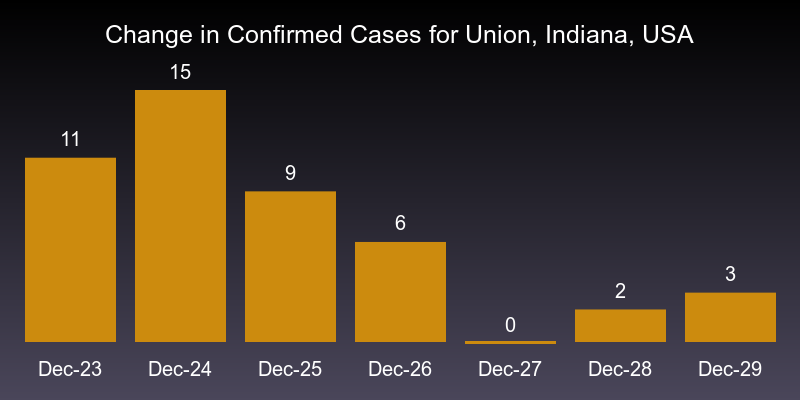 Change in Confirmed Cases for Union, Indiana, USA
11
15
9
6
0
2
3
Dec-23
Dec-24
Dec-25
Dec-26
Dec-27
Dec-28
Dec-29